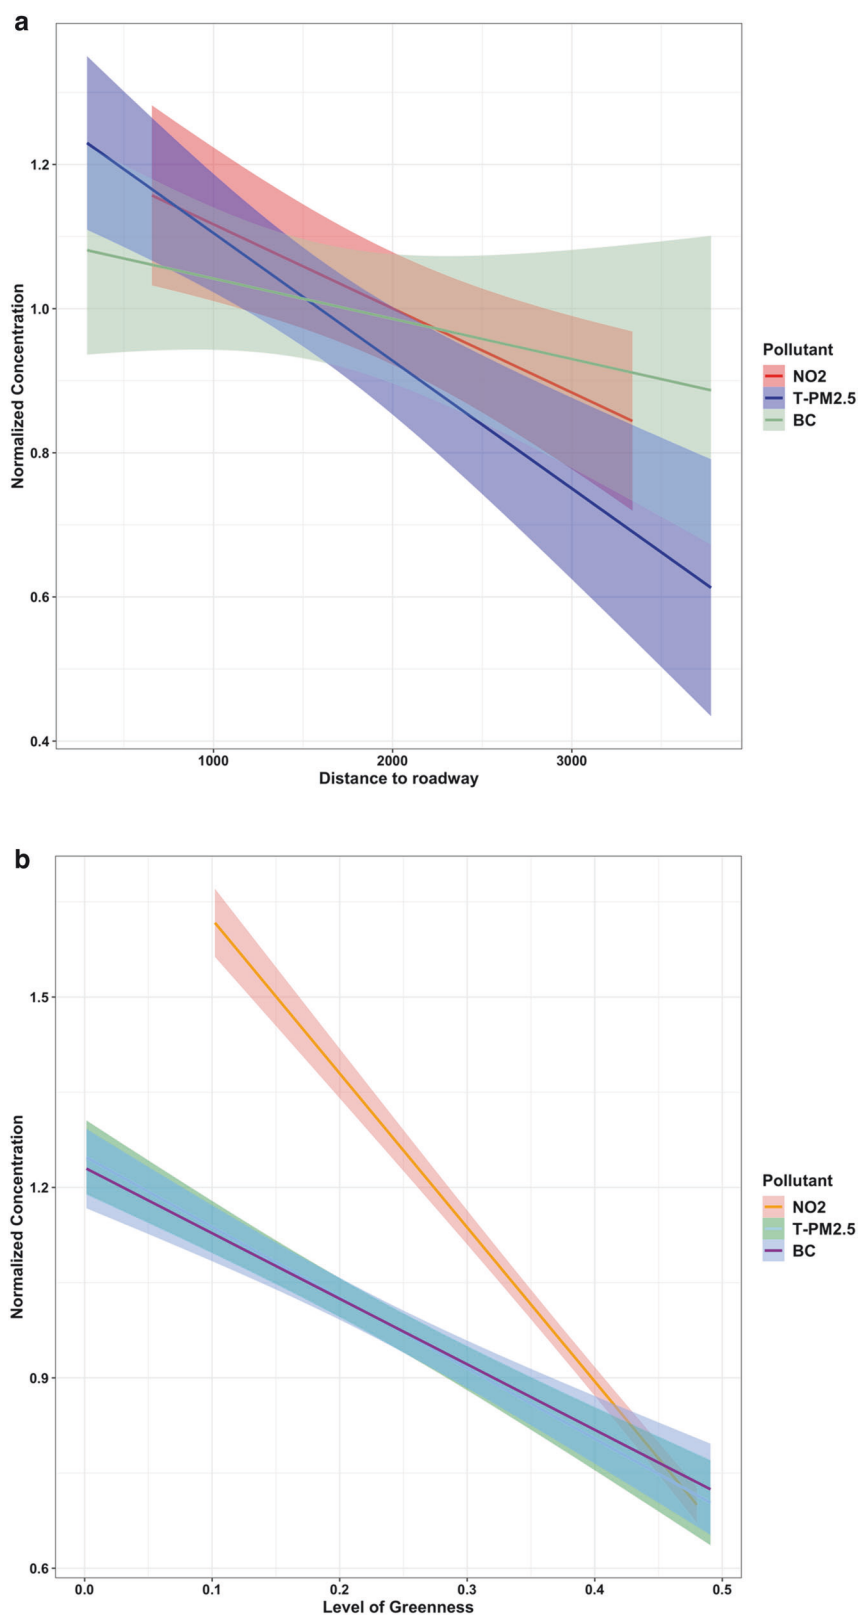 a
1.2
1.0
0.8
0.6
0.4
Normalized Concentration
1000 2000 3000
Distance to roadway
Pollutant
NO2
T-PM2.5
BC
b
1.5
1.2
0.9
0.6
Normalized Concentration
0.0 0.1 0.2 0.3 0.4 0.5
Level of Greenness
Pollutant
NO2
T-PM2.5
BC